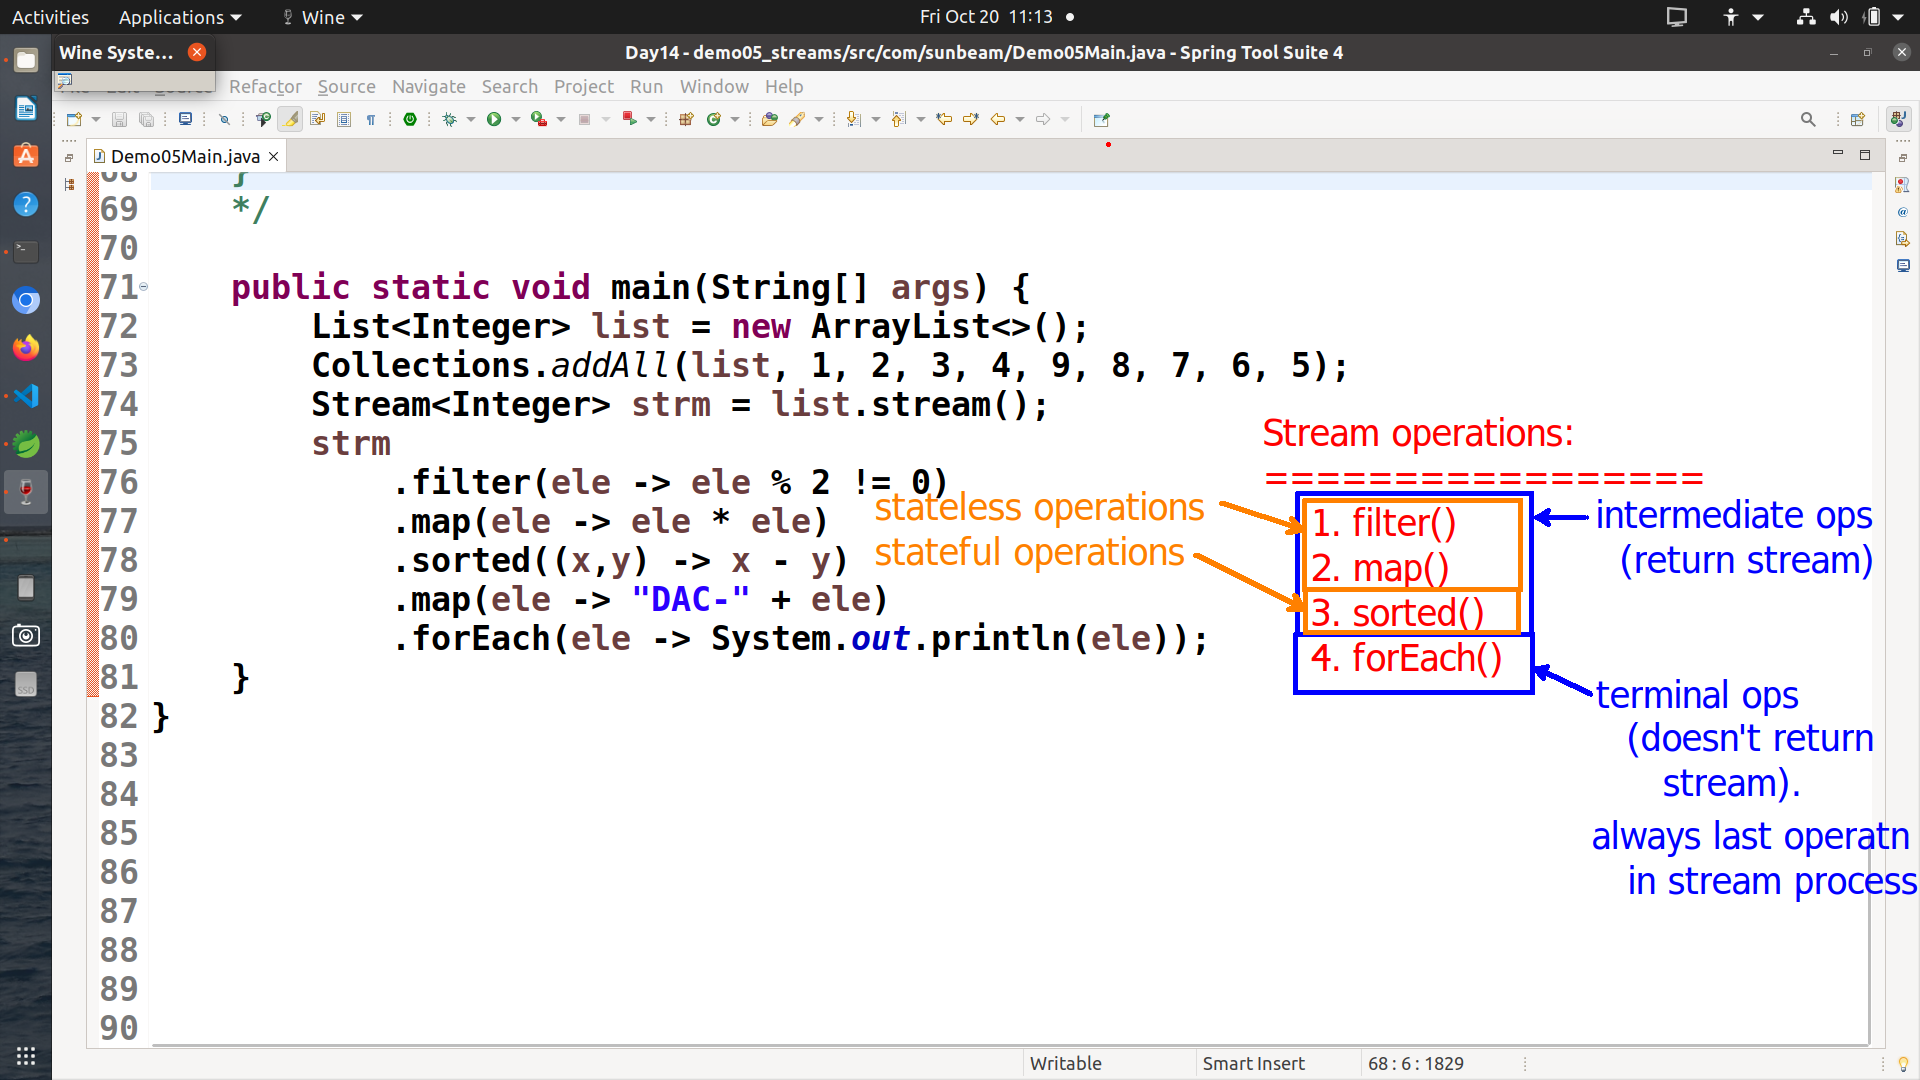 Activities Applications Wine Fri Oct 20 11:13
Wine Syste... Day14 - demo05_streams/src/com/sunbeam/Demo05Main.java - Spring Tool Suite 4
Refactor Source Navigate Search Project Run Window Help
Demo05Main.java
68 }
69 */
70
71 public static void main(String[] args) {
72 List<Integer> list = new ArrayList<>();
73 Collections.addAll(list, 1, 2, 3, 4, 9, 8, 7, 6, 5);
74 Stream<Integer> strm = list.stream();
75 strm
76 .filter(ele -> ele % 2 != 0)
77 .map(ele -> ele * ele)
78 .sorted((x,y) -> x - y)
79 .map(ele -> "DAC-" + ele)
80 .forEach(ele -> System.out.println(ele));
81 }
82 }
83
84
85
86
87
88
89
90
Stream operations:
=================
stateless operations
stateful operations
1. filter()
2. map()
3. sorted()
4. forEach()
intermediate ops
(return stream)
terminal ops
(doesn't return
stream).
always last operatn
in stream process
Writable Smart Insert 68 : 6 : 1829
SSD